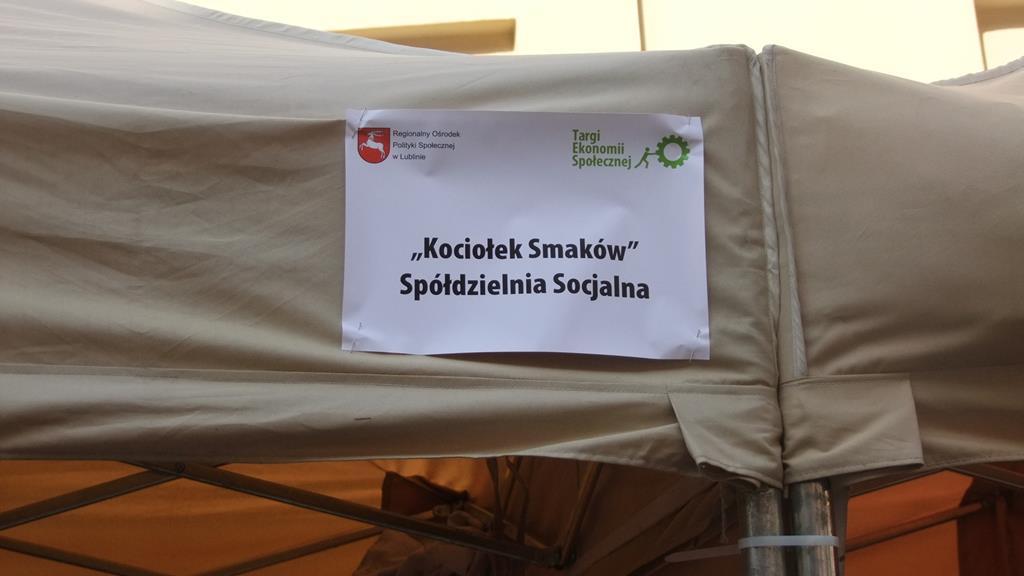 Regionalny Ośrodek
Polityki Społecznej
w Lublinie
Targi
Ekonomii
Społecznej
„Kociołek Smaków”
Spółdzielnia Socjalna